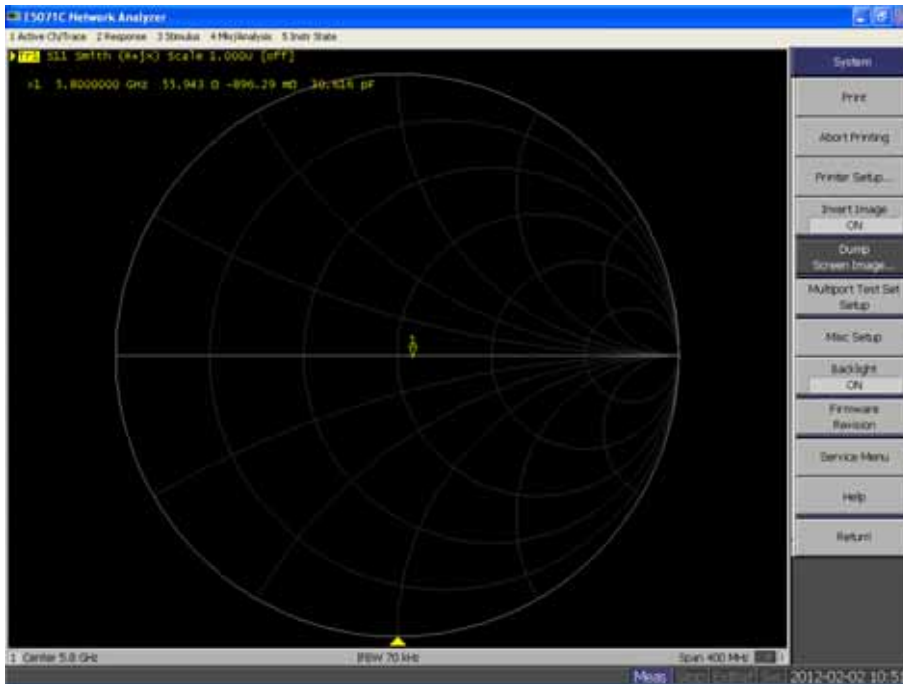 E5071C Network Analyzer
1 Active Ch/Trace 2 Response 3 Stimulus 4 Mkr/Analysis 5 Instr State
Tr1 S11 Smith (R+jX) Scale 1.000U [off]
>1 5.8000000 GHz 55.943 Ω -896.29 mΩ 30.616 pF
1
System
Print
Abort Printing
Printer Setup...
Invert Image
ON
Dump
Screen Image...
Multiport Test Set
Setup
Misc Setup
Backlight
ON
Firmware
Revision
Service Menu
Help
Return
1 Center 5.8 GHz IFBW 70 kHz Span 400 MHz
Meas 2012-02-02 10:5